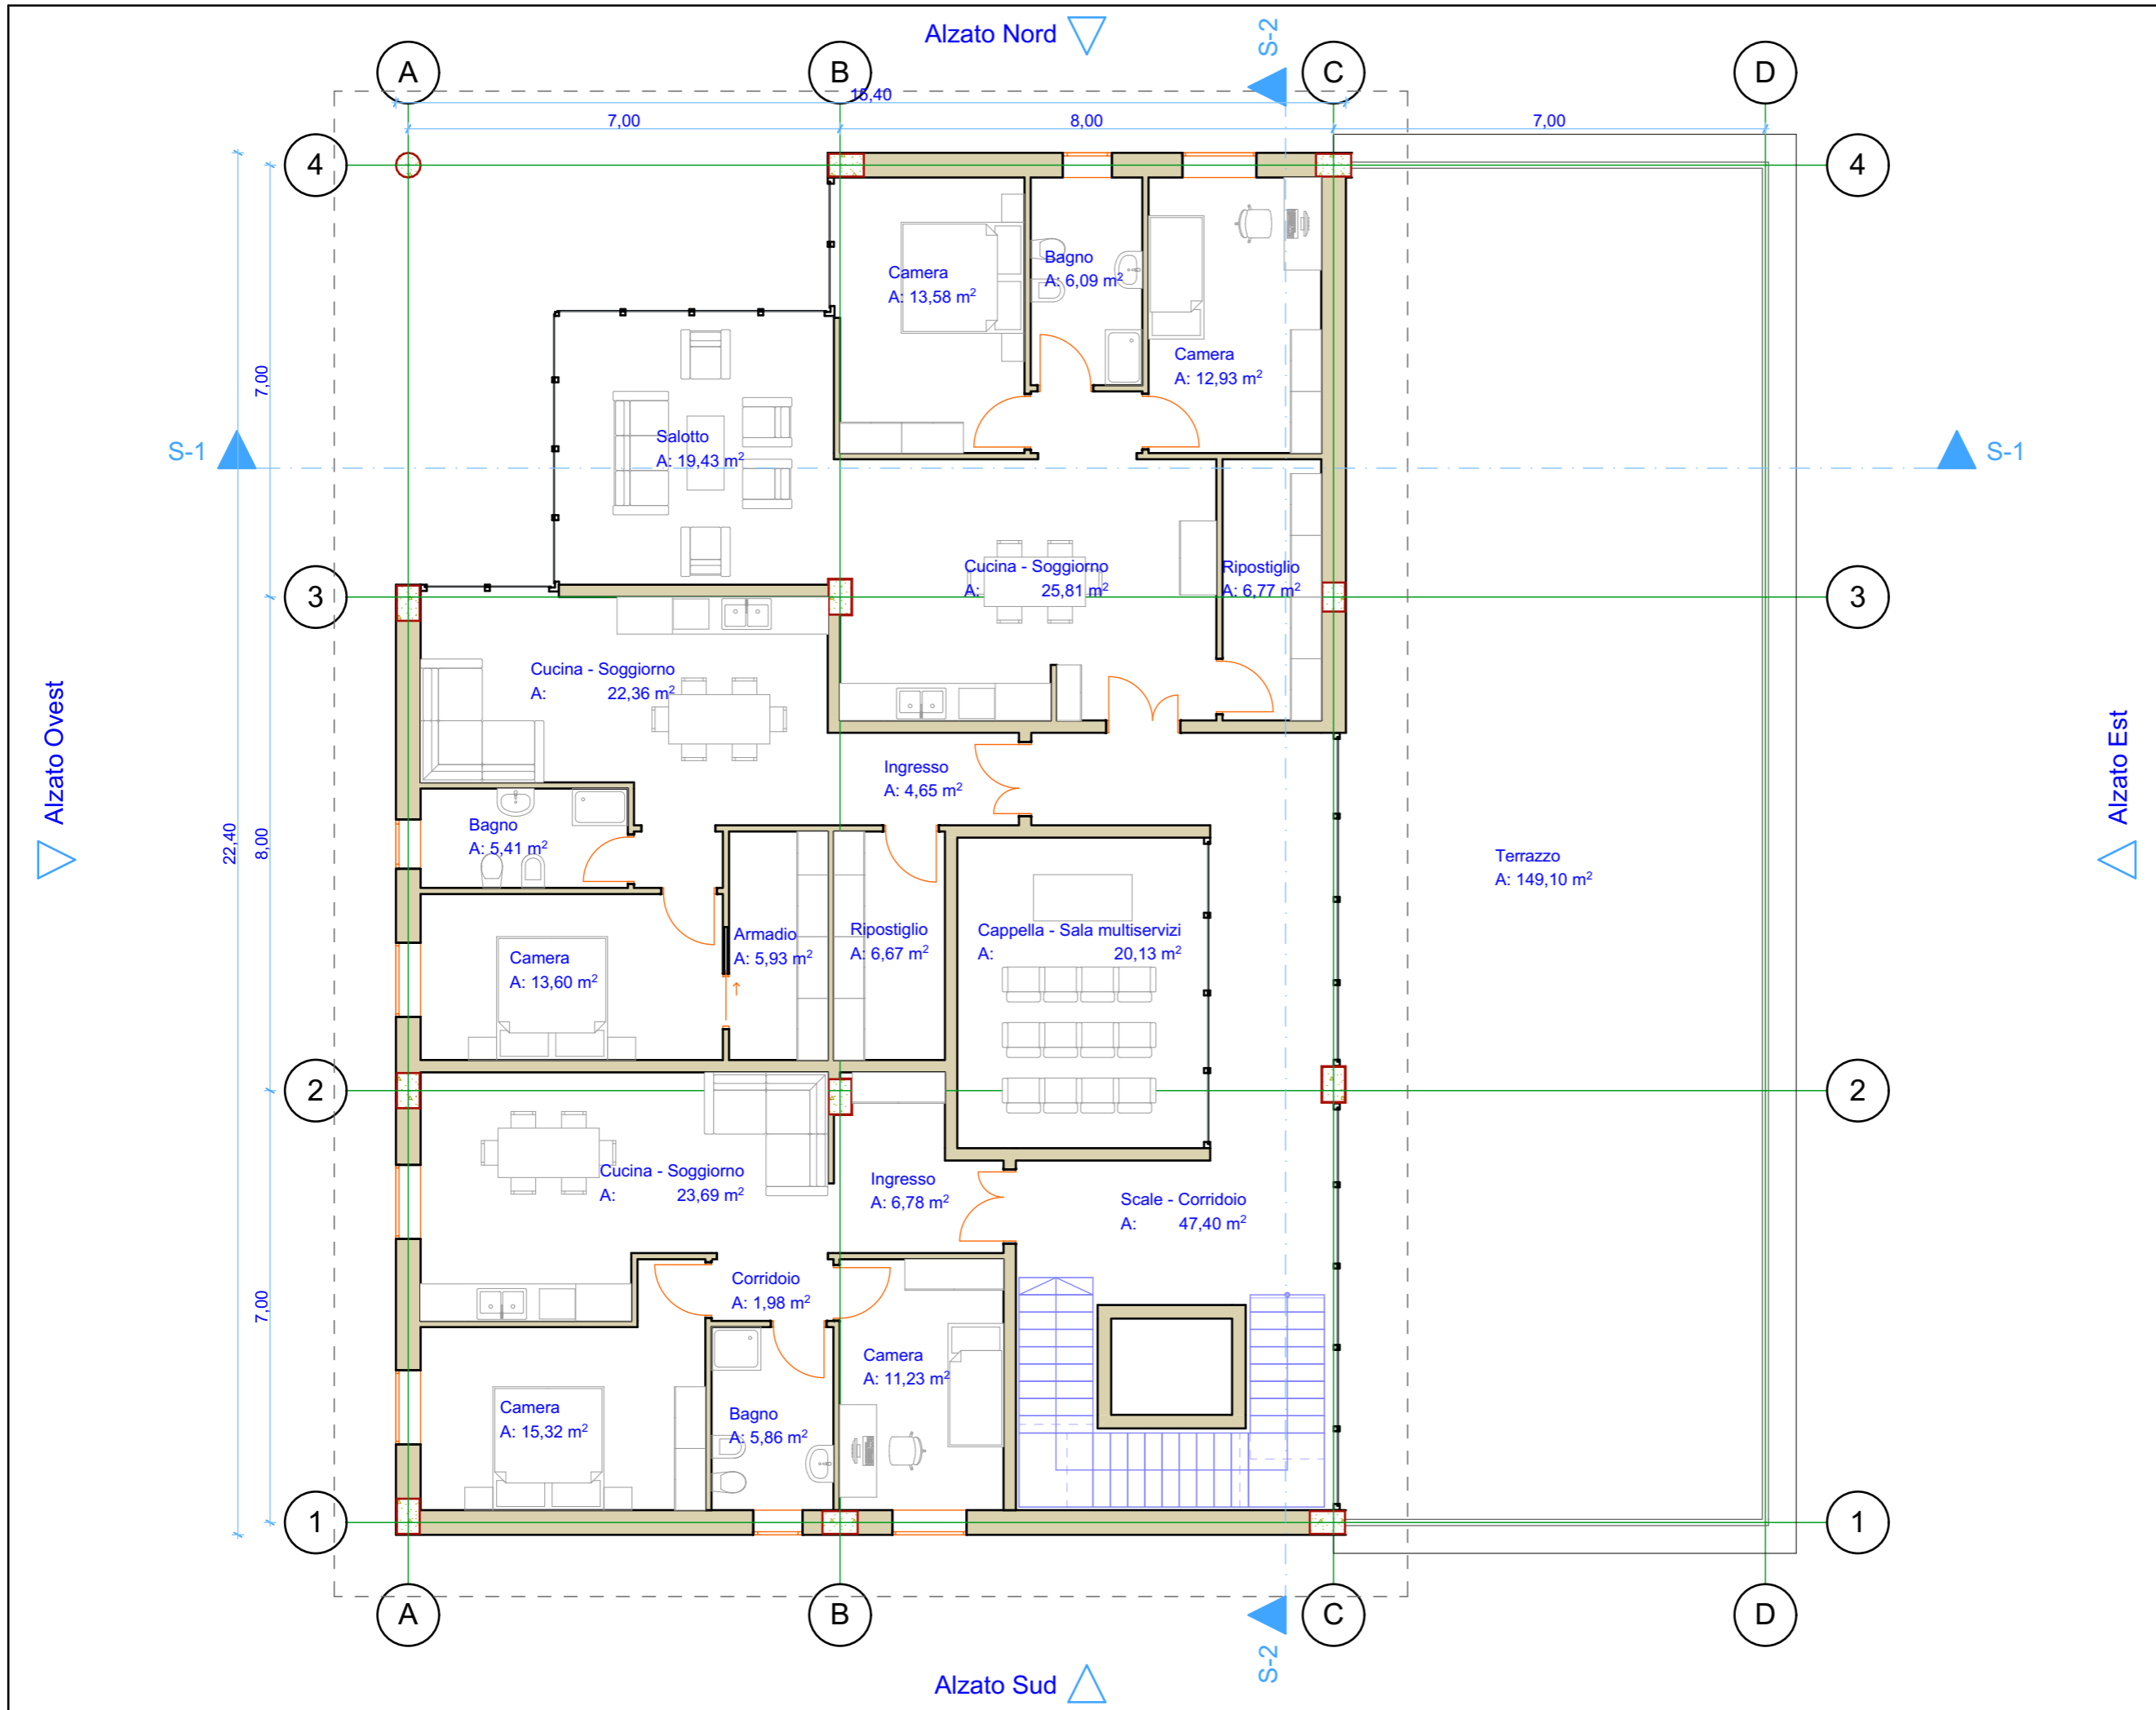 Alzato Nord
S-2
A
B
C
D
15,40
7,00
8,00
7,00
4
4
Camera
A: 13,58 m²
Bagno
A: 6,09 m²
Camera
A: 12,93 m²
7,00
Salotto
A: 19,43 m²
S-1
S-1
Cucina - Soggiorno
A: 25,81 m²
Ripostiglio
A: 6,77 m²
3
3
Cucina - Soggiorno
A: 22,36 m²
Alzato Ovest
Alzato Est
Ingresso
A: 4,65 m²
Bagno
A: 5,41 m²
22,40
8,00
Terrazzo
A: 149,10 m²
Armadio
A: 5,93 m²
Ripostiglio
A: 6,67 m²
Cappella - Sala multiservizi
A: 20,13 m²
Camera
A: 13,60 m²
2
2
Cucina - Soggiorno
A: 23,69 m²
Ingresso
A: 6,78 m²
Scale - Corridoio
A: 47,40 m²
Corridoio
A: 1,98 m²
7,00
Camera
A: 11,23 m²
Camera
A: 15,32 m²
Bagno
A: 5,86 m²
1
1
A
B
C
D
S-2
Alzato Sud